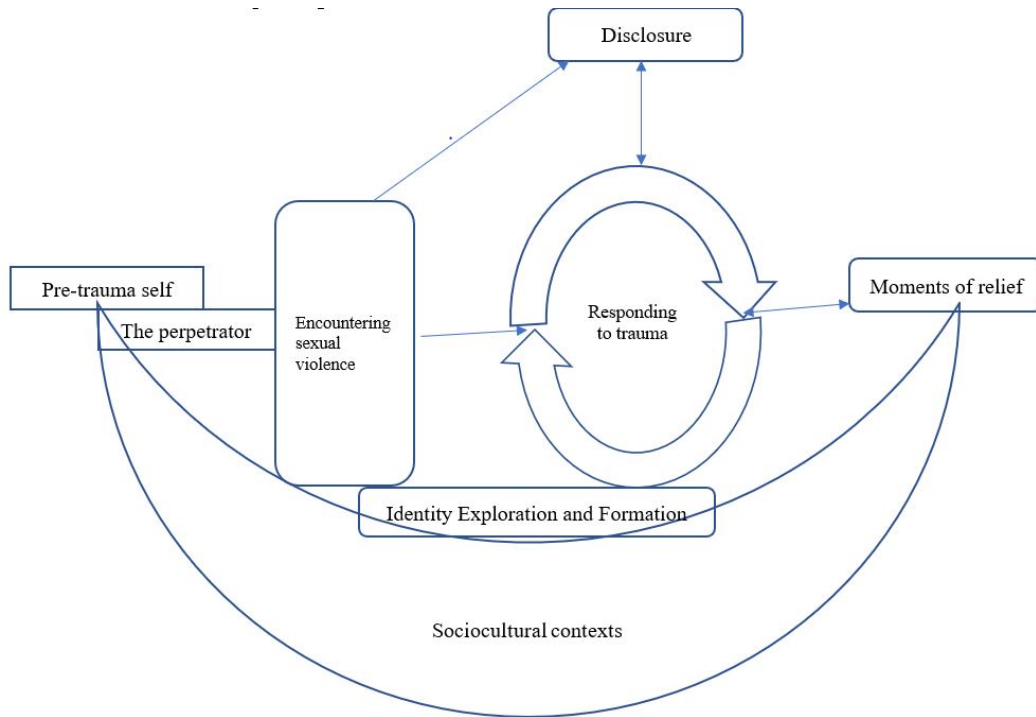 Disclosure
Pre-trauma self
The perpetrator
Encountering
sexual
violence
Responding
to trauma
Moments of relief
Identity Exploration and Formation
Sociocultural contexts